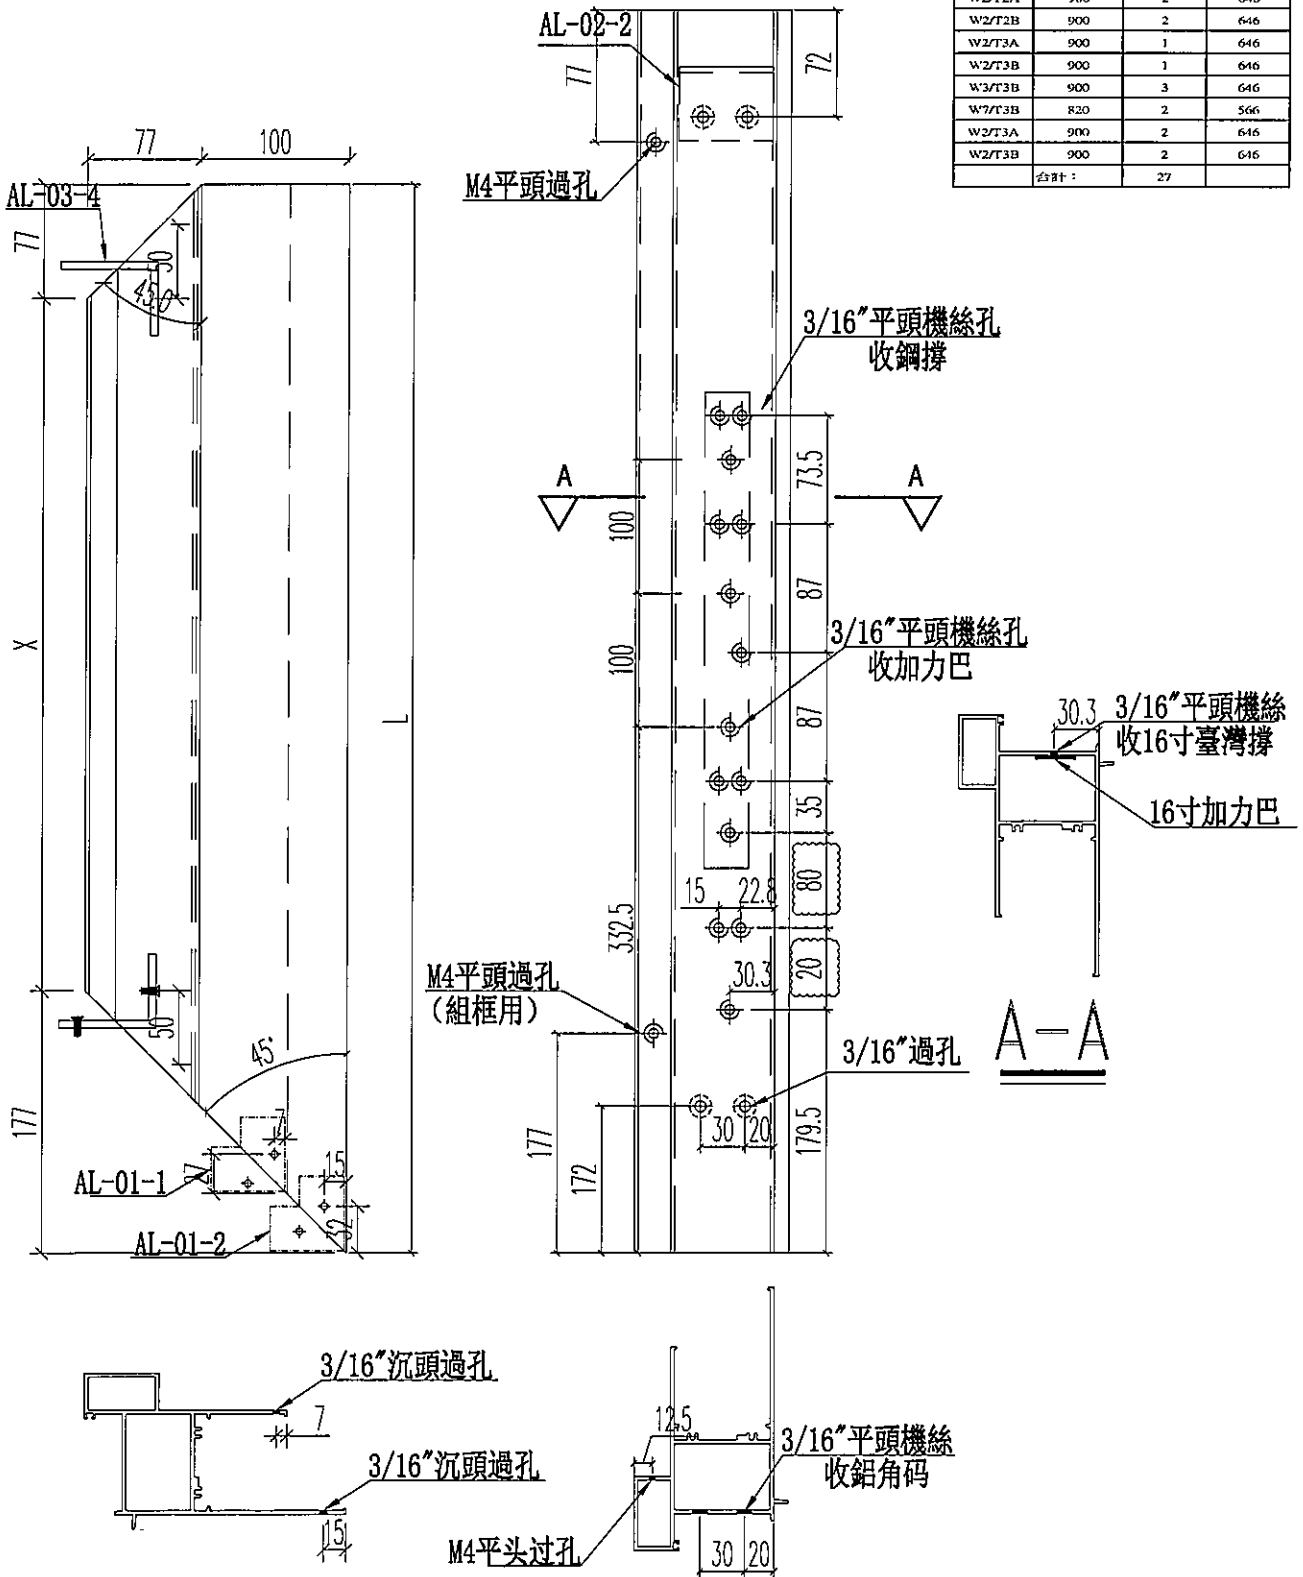 W2/T2B 900 2 646
W2/T3A 900 1 646
W2/T3B 900 1 646
W3/T3B 900 3 646
W7/T3B 820 2 566
W2/T3A 900 2 646
W2/T3B 900 2 646
合計： 27
AL-02-2
77
72
M4平頭過孔
77
100
AL-03-4
77
50
45.0
3/16"平頭機絲孔
收鋼撐
73.5
A
A
100
87
X
100
3/16"平頭機絲孔
收加力巴
L
87
30.3
3/16"平頭機絲
收16寸臺灣撐
16寸加力巴
35
80
15
22.8
332.5
20
M4平頭過孔
(組框用)
30.3
50
A-A
45°
3/16"過孔
177
7
30
20
179.5
177
172
27
15
AL-01-1
32
AL-01-2
3/16"沉頭過孔
7
12.5
3/16"平頭機絲
收鋁角码
3/16"沉頭過孔
15
M4平头过孔
30
20